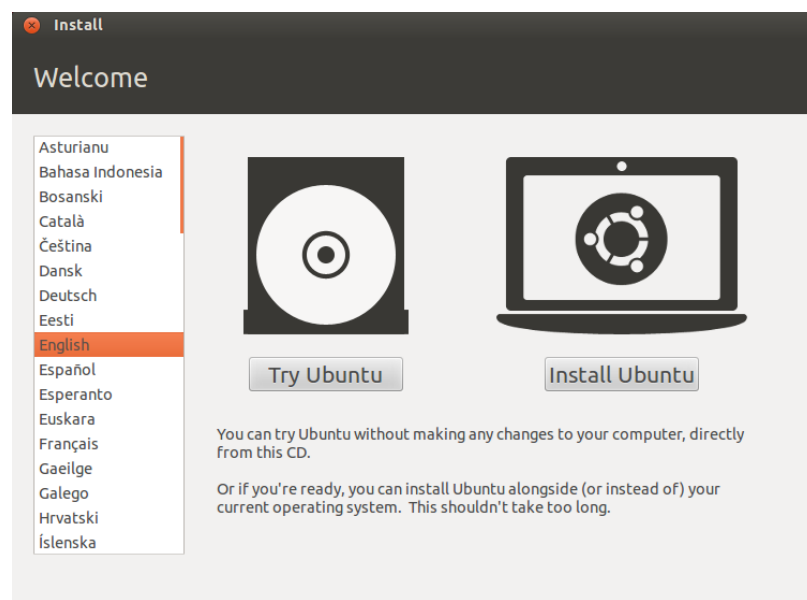 Install
Welcome
Asturianu
Bahasa Indonesia
Bosanski
Català
Čeština
Dansk
Deutsch
Eesti
English
Español
Esperanto
Euskara
Français
Gaeilge
Galego
Hrvatski
Íslenska
Try Ubuntu
Install Ubuntu
You can try Ubuntu without making any changes to your computer, directly
from this CD.
Or if you're ready, you can install Ubuntu alongside (or instead of) your
current operating system.  This shouldn't take too long.